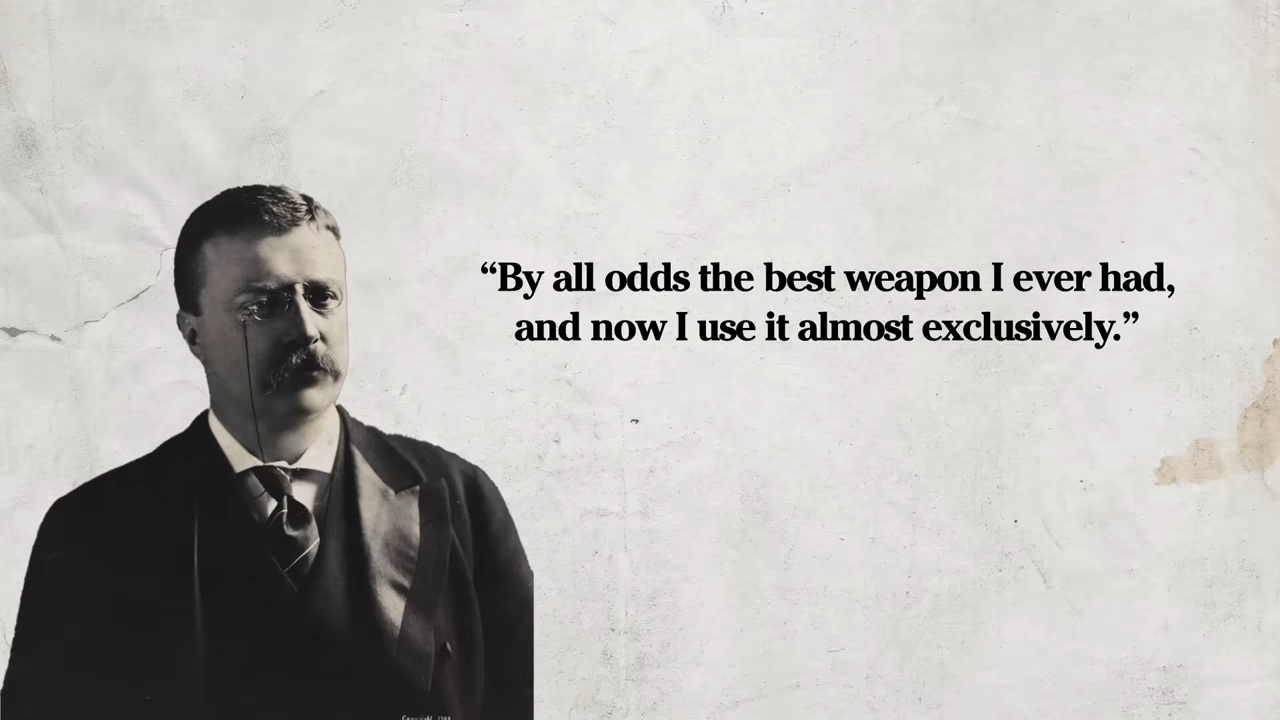 “By all odds the best weapon I ever had,
and now I use it almost exclusively.”